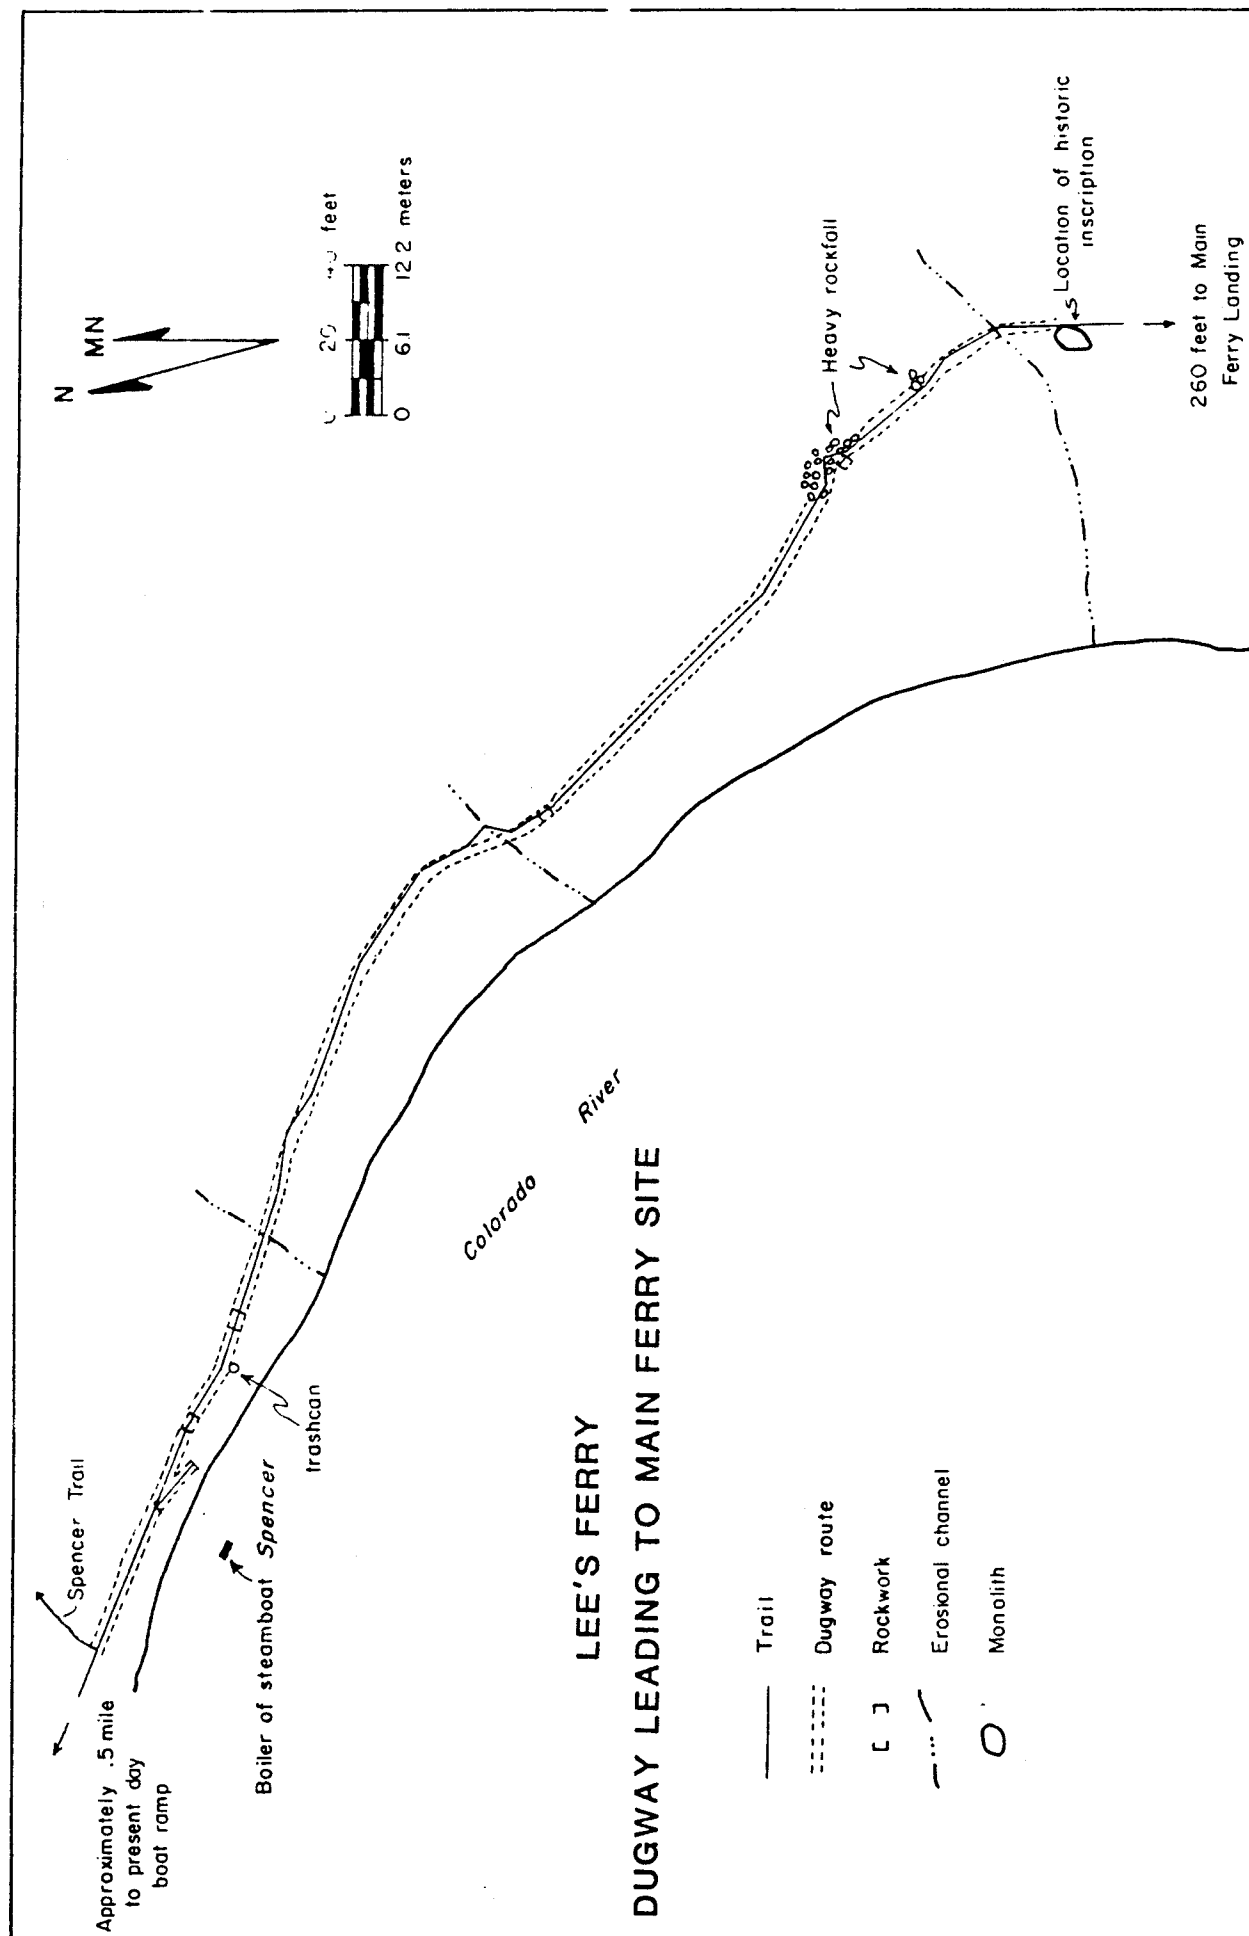 N
MN
0 20 40 feet
0 6.1 12.2 meters
Spencer Trail
Approximately .5 mile
to present day
boat ramp
Boiler of steamboat Spencer
trashcan
Colorado River
Heavy rockfall
Location of historic
inscription
260 feet to Main
Ferry Landing
LEE'S FERRY
DUGWAY LEADING TO MAIN FERRY SITE
Trail
Dugway route
[ ] Rockwork
Erosional channel
Monolith